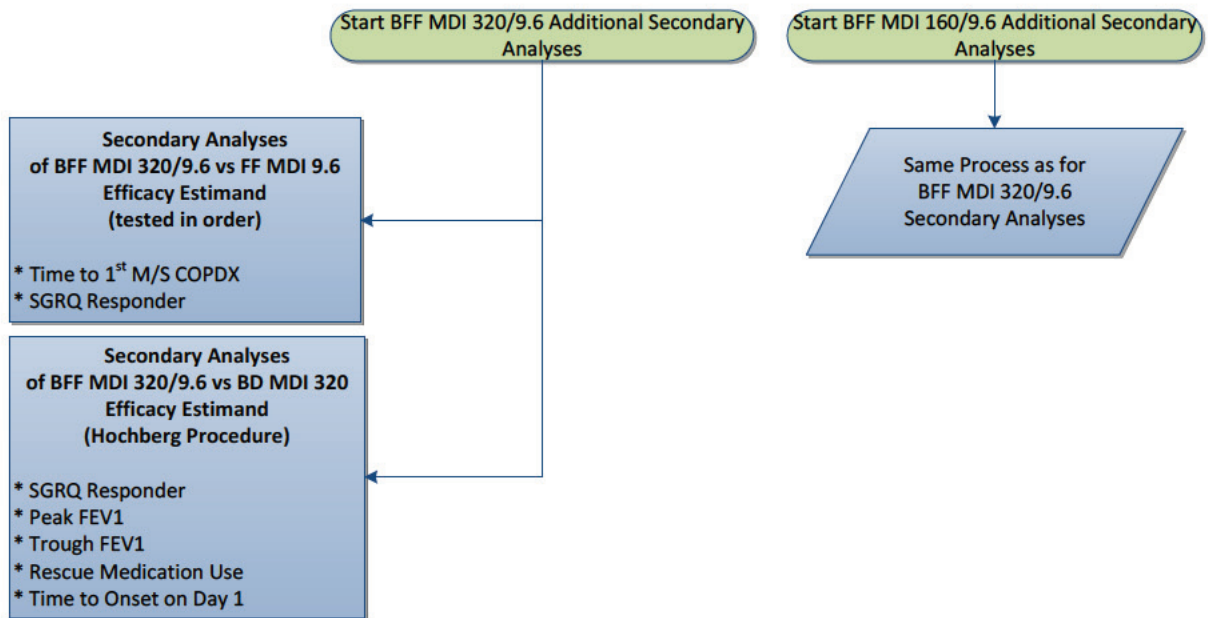 Start BFF MDI 320/9.6 Additional Secondary
Analyses
Start BFF MDI 160/9.6 Additional Secondary
Analyses
Secondary Analyses
of BFF MDI 320/9.6 vs FF MDI 9.6
Efficacy Estimand
(tested in order)
* Time to 1st M/S COPDX
* SGRQ Responder
Same Process as for
BFF MDI 320/9.6
Secondary Analyses
Secondary Analyses
of BFF MDI 320/9.6 vs BD MDI 320
Efficacy Estimand
(Hochberg Procedure)
* SGRQ Responder
* Peak FEV1
* Trough FEV1
* Rescue Medication Use
* Time to Onset on Day 1